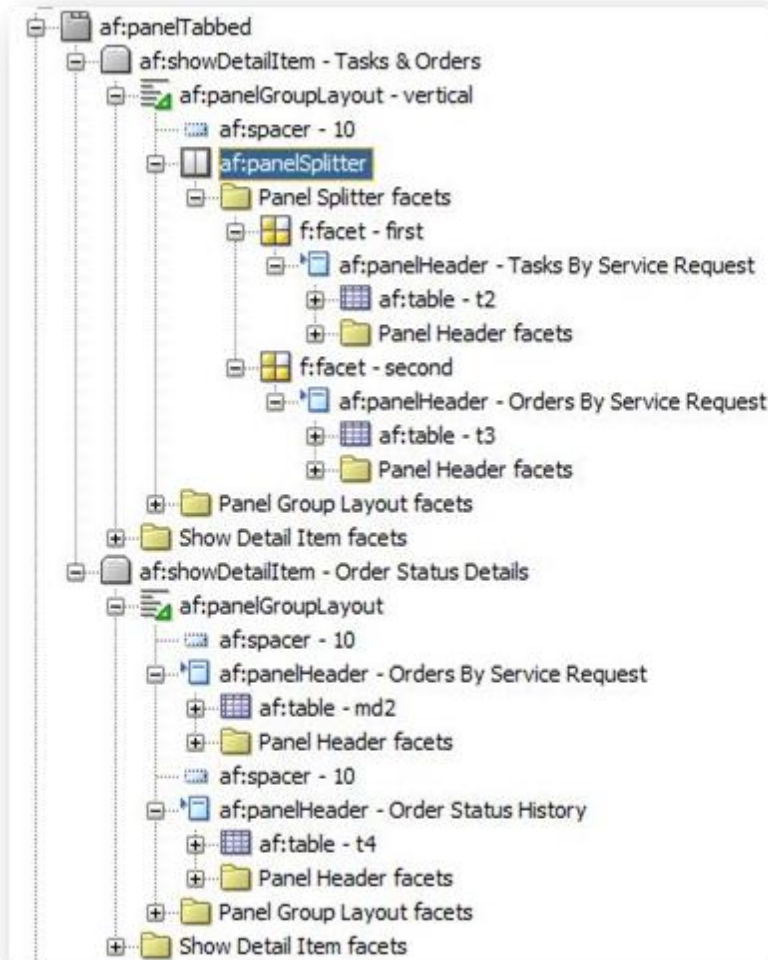 af:panelTabbed
af:showDetailItem - Tasks & Orders
af:panelGroupLayout - vertical
af:spacer - 10
af:panelSplitter
Panel Splitter facets
f:facet - first
af:panelHeader - Tasks By Service Request
af:table - t2
Panel Header facets
f:facet - second
af:panelHeader - Orders By Service Request
af:table - t3
Panel Header facets
Panel Group Layout facets
Show Detail Item facets
af:showDetailItem - Order Status Details
af:panelGroupLayout
af:spacer - 10
af:panelHeader - Orders By Service Request
af:table - md2
Panel Header facets
af:spacer - 10
af:panelHeader - Order Status History
af:table - t4
Panel Header facets
Panel Group Layout facets
Show Detail Item facets